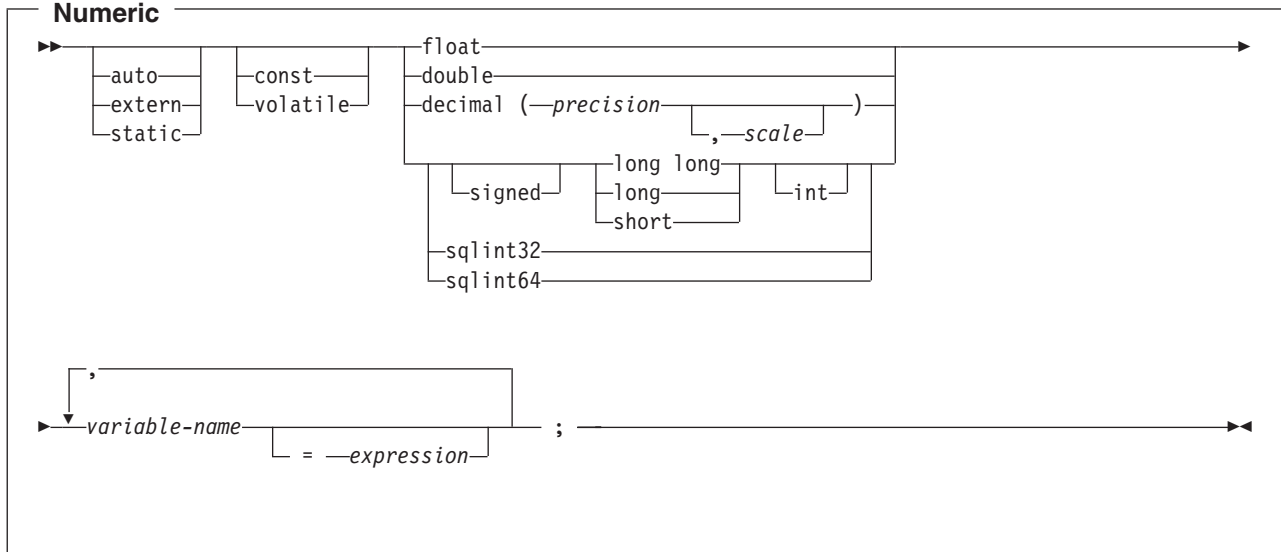 Numeric
float
auto const double
extern volatile decimal ( precision )
static , scale
long long
signed long int
short
sqlint32
sqlint64
,
variable-name ;
= expression